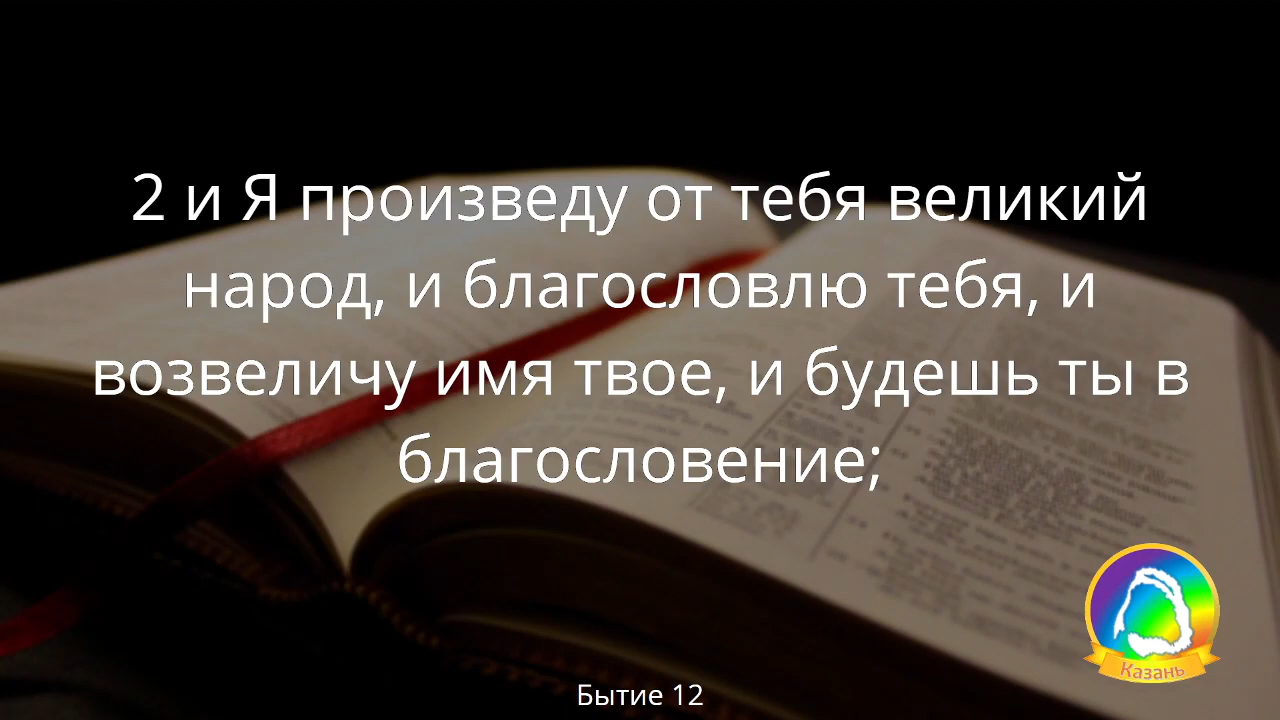 2 и Я произведу от тебя великий
народ, и благословлю тебя, и
возвеличу имя твое, и будешь ты в
благословение;
Казань
Бытие 12